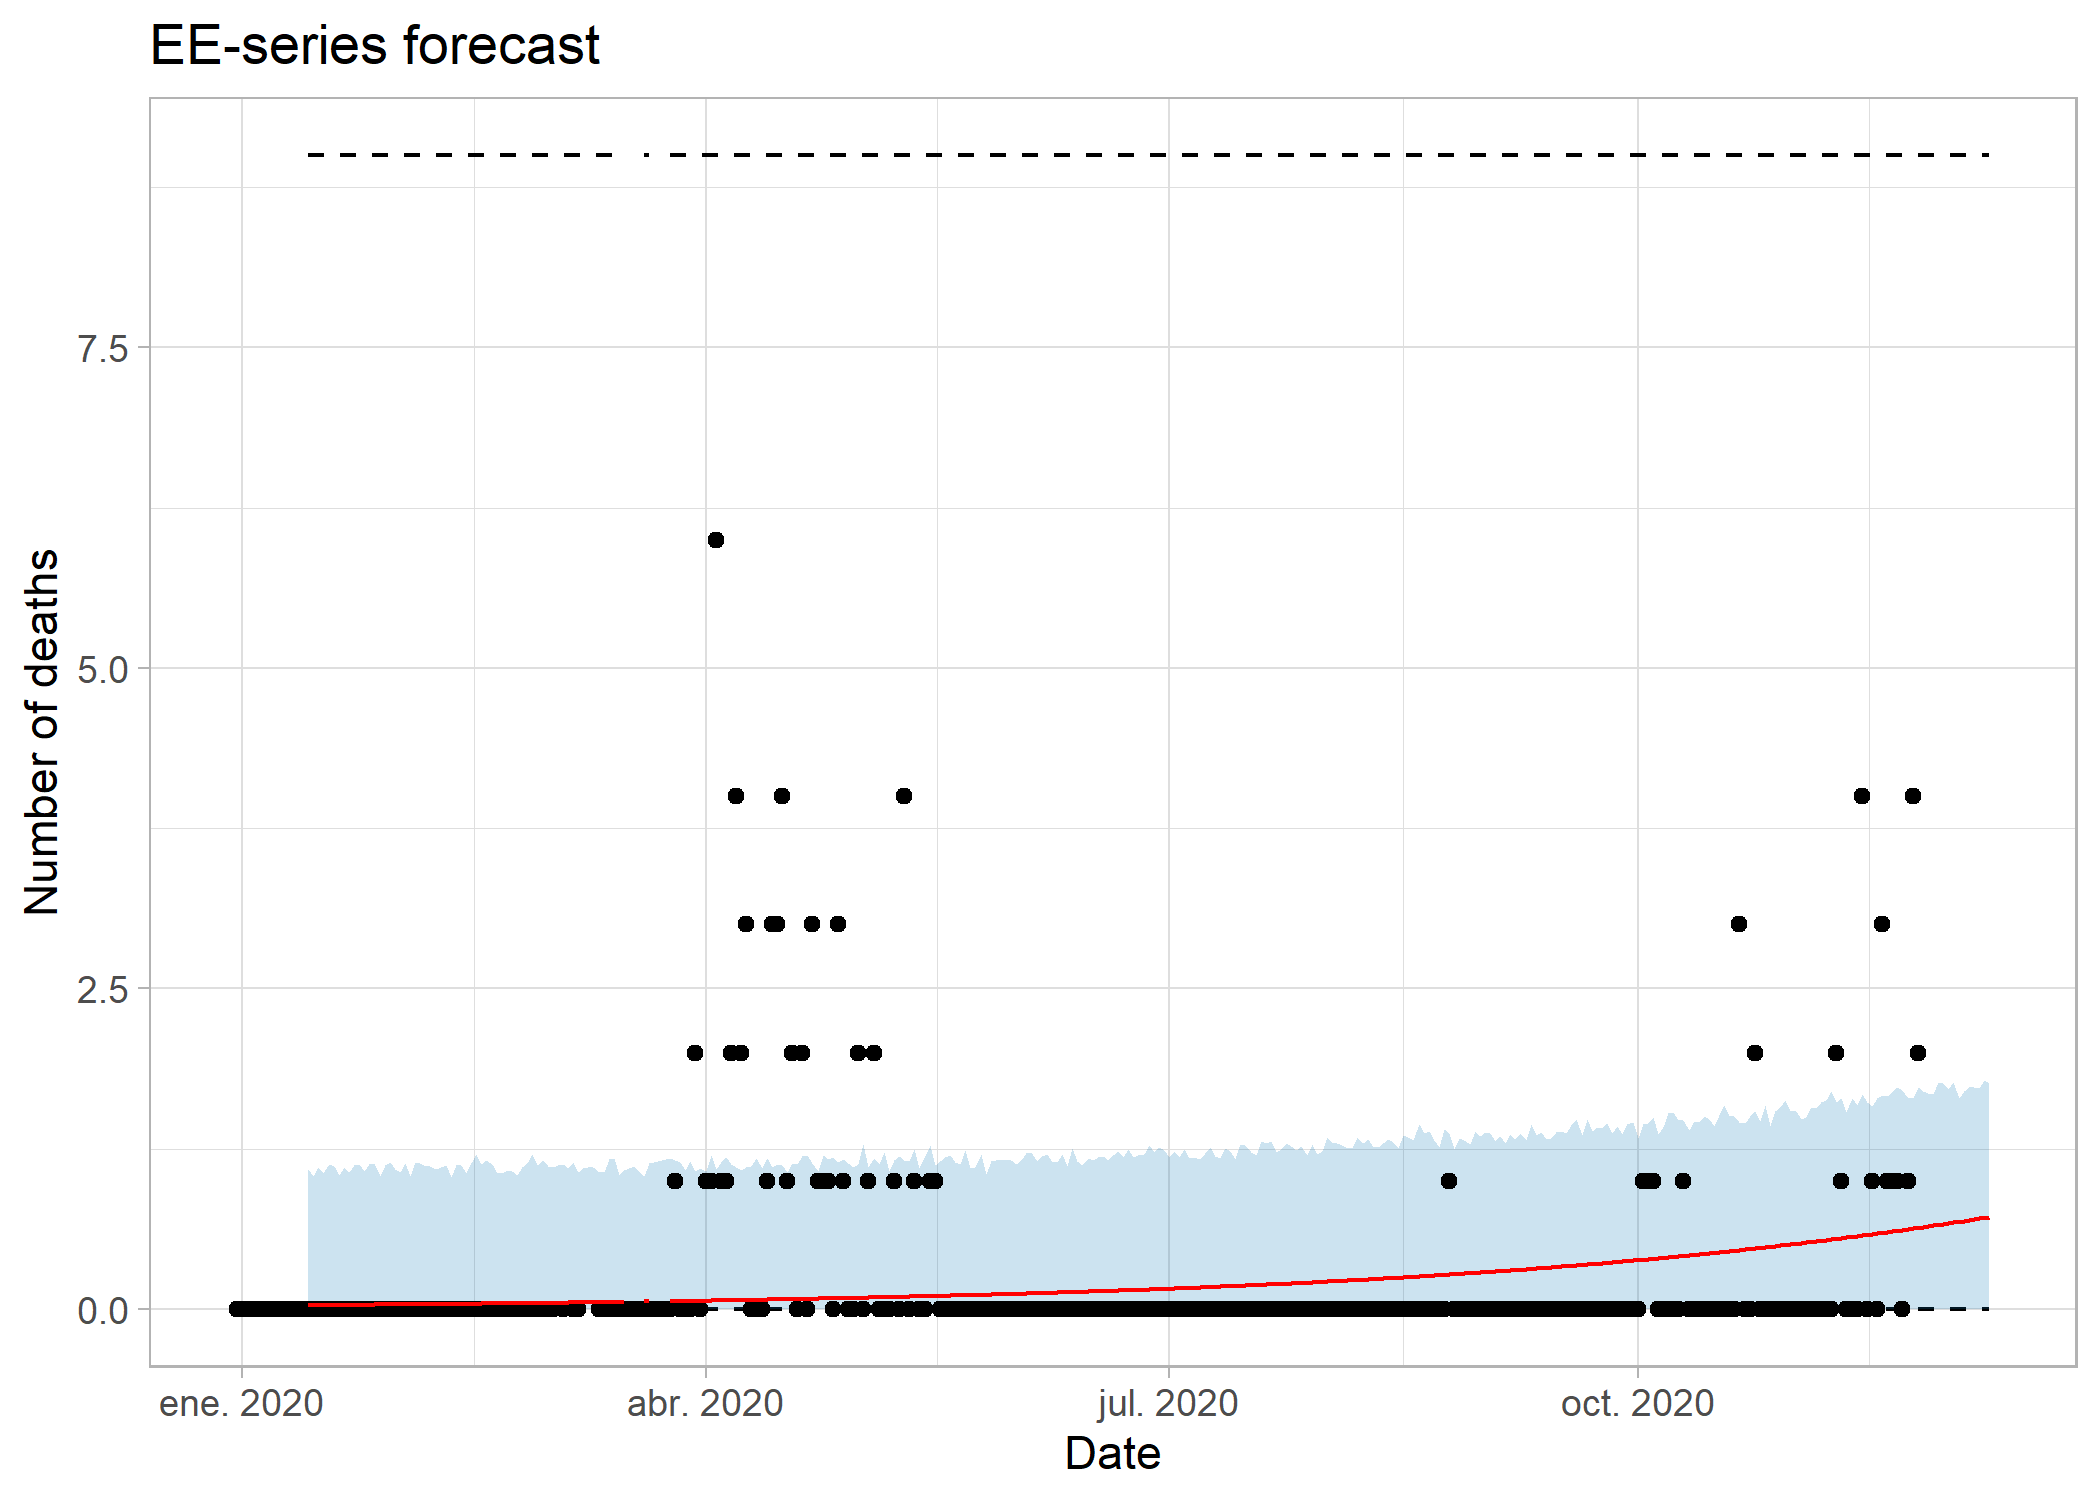 EE-series forecast
Number of deaths
7.5
5.0
2.5
0.0
ene. 2020 abr. 2020 jul. 2020 oct. 2020
Date